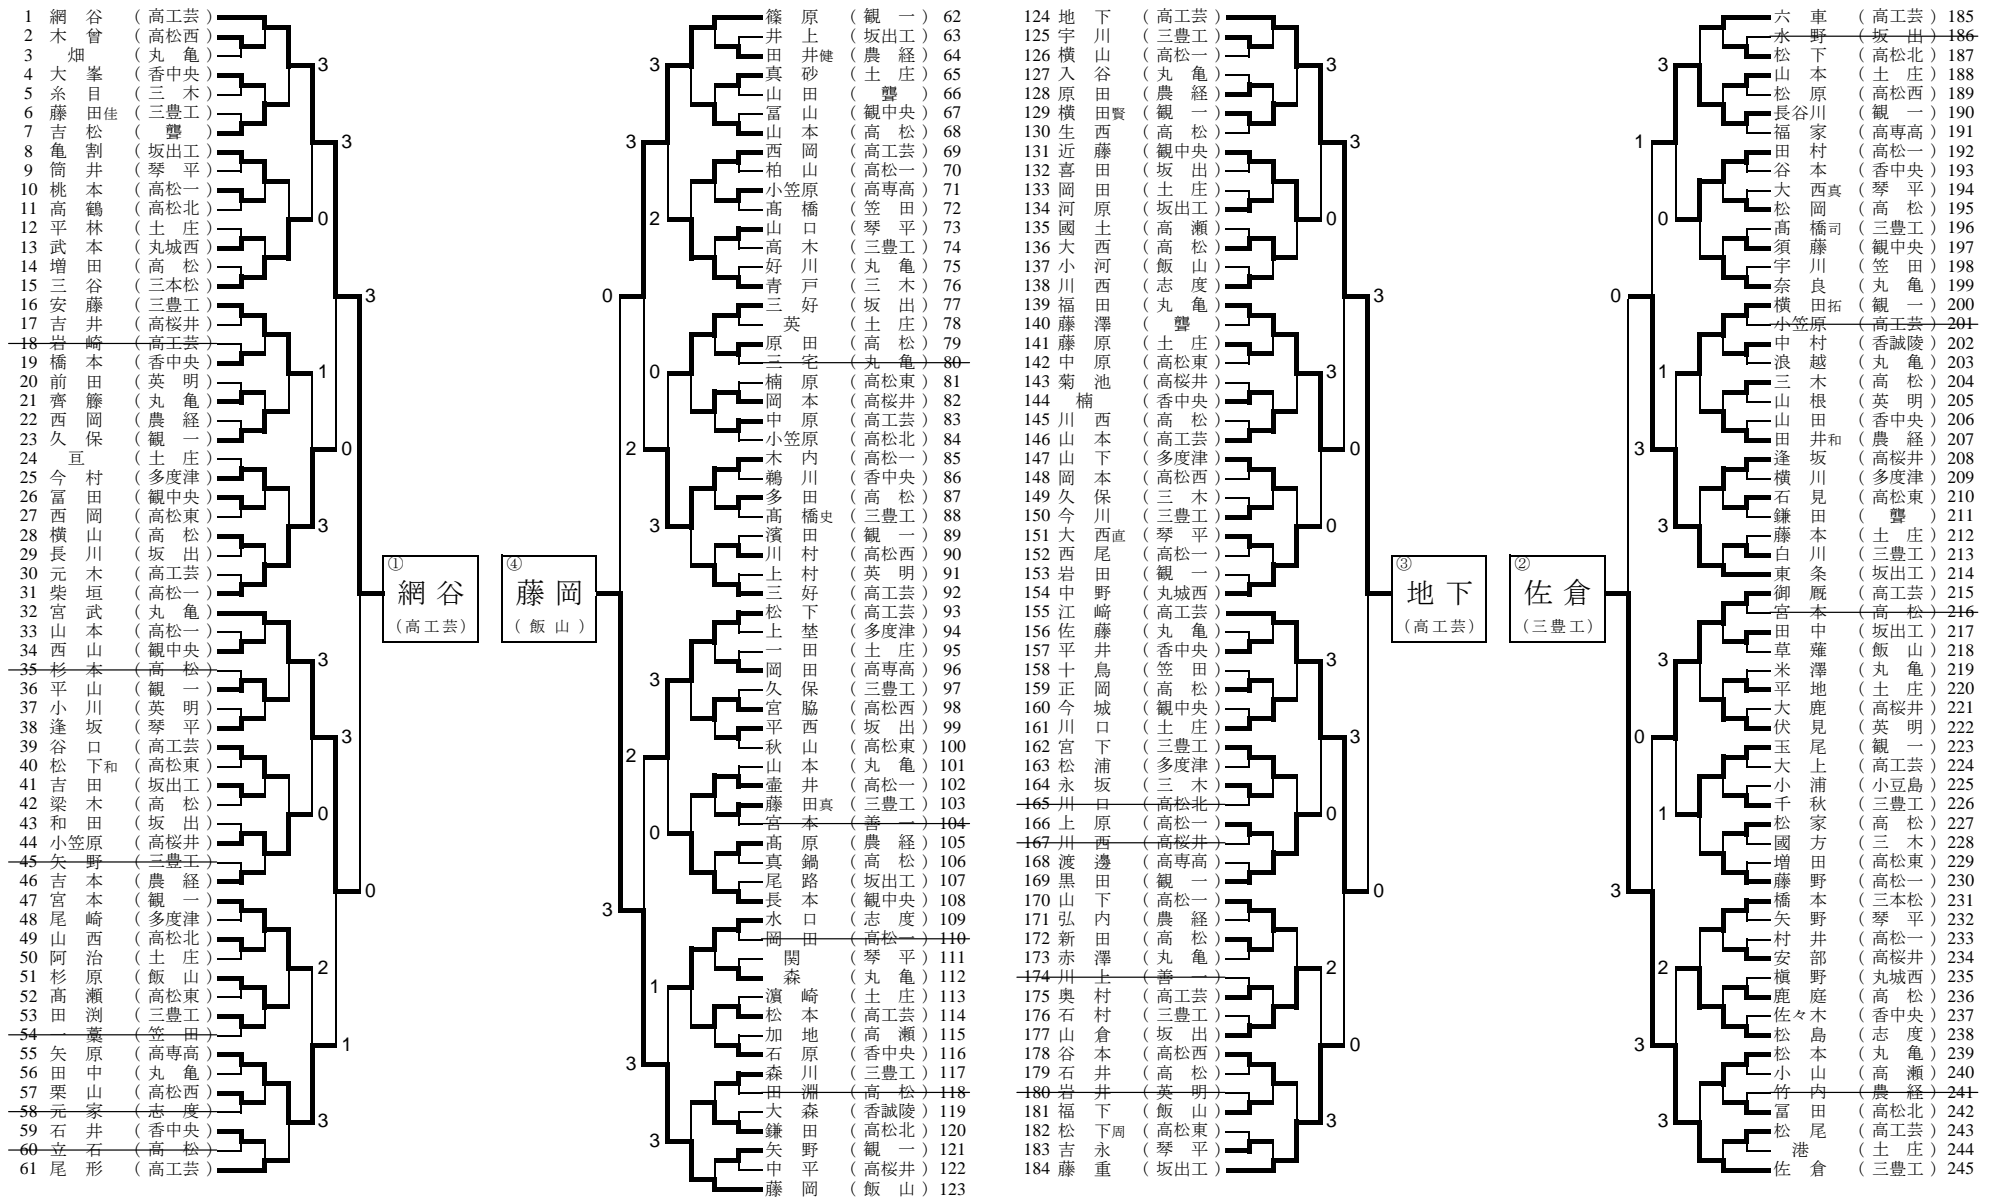 1 網谷 (高工芸)
2 木曾 (高松西)
3 畑 (丸亀)
4 大峯 (香中央)
5 糸目 (三木)
6 藤田佳 (三豊工)
7 吉松 (聾)
8 亀割 (坂出工)
9 筒井 (琴平)
10 桃本 (高松一)
11 高鶴 (高松北)
12 平林 (土庄)
13 武本 (丸城西)
14 増田 (高松)
15 三谷 (三本松)
16 安藤 (三豊工)
17 吉井 (高桜井)
18 岩崎 (高工芸)
19 橋本 (香中央)
20 前田 (英明)
21 齊籐 (丸亀)
22 西岡 (農経)
23 久保 (観一)
24 亘 (土庄)
25 今村 (多度津)
26 冨田 (観中央)
27 西岡 (高松東)
28 横山 (高松)
29 長川 (坂出)
30 元木 (高工芸)
31 柴垣 (高松一)
32 宮武 (丸亀)
33 山本 (高松一)
34 西山 (観中央)
35 杉本 (高松)
36 平山 (観一)
37 小川 (英明)
38 逢坂 (琴平)
39 谷口 (高工芸)
40 松下和 (高松東)
41 吉田 (坂出工)
42 梁木 (高松)
43 和田 (坂出)
44 小笠原 (高桜井)
45 矢野 (三豊工)
46 吉本 (農経)
47 宮本 (観一)
48 尾崎 (多度津)
49 山西 (高松北)
50 阿治 (土庄)
51 杉原 (飯山)
52 髙瀬 (高松東)
53 田渕 (三豊工)
54 一藁 (笠田)
55 矢原 (高専高)
56 田中 (丸亀)
57 栗山 (高松西)
58 元家 (志度)
59 石井 (香中央)
60 立石 (高松)
61 尾形 (高工芸)
3
0
1
3
3
0
2
3
3
0
3
1
3
0
①
網谷
(高工芸)
④
藤岡
(飯山)
0
3
3
2
2
3
3
2
0
3
3
0
1
3
篠原 (観一) 62
井上 (坂出工) 63
田井健 (農経) 64
真砂 (土庄) 65
山田 (聾) 66
冨山 (観中央) 67
山本 (高松) 68
西岡 (高工芸) 69
柏山 (高松一) 70
小笠原 (高専高) 71
髙橋 (笠田) 72
山口 (琴平) 73
高木 (三豊工) 74
好川 (丸亀) 75
青戸 (三木) 76
三好 (坂出) 77
英 (土庄) 78
原田 (高松) 79
三宅 (丸亀) 80
楠原 (高松東) 81
岡本 (高桜井) 82
中原 (高工芸) 83
小笠原 (高松北) 84
木内 (高松一) 85
鵜川 (香中央) 86
多田 (高松) 87
髙橋史 (三豊工) 88
濱田 (観一) 89
川村 (高松西) 90
上村 (英明) 91
三好 (高工芸) 92
松下 (高工芸) 93
上埜 (多度津) 94
一田 (土庄) 95
岡田 (高専高) 96
久保 (三豊工) 97
宮脇 (高松西) 98
平西 (坂出) 99
秋山 (高松東) 100
山本 (丸亀) 101
壷井 (高松一) 102
藤田真 (三豊工) 103
宮本 (善一) 104
髙原 (農経) 105
真鍋 (高松) 106
尾路 (坂出工) 107
長本 (観中央) 108
水口 (志度) 109
岡田 (高松一) 110
関 (琴平) 111
森 (丸亀) 112
濱崎 (土庄) 113
松本 (高工芸) 114
加地 (高瀬) 115
石原 (香中央) 116
森川 (三豊工) 117
田淵 (高松) 118
大森 (香誠陵) 119
鎌田 (高松北) 120
矢野 (観一) 121
中平 (高桜井) 122
藤岡 (飯山) 123
124 地下 (高工芸)
125 宇川 (三豊工)
126 横山 (高松一)
127 入谷 (丸亀)
128 原田 (農経)
129 横田賢 (観一)
130 生西 (高松)
131 近藤 (観中央)
132 喜田 (坂出)
133 岡田 (土庄)
134 河原 (坂出工)
135 國土 (高瀬)
136 大西 (高松)
137 小河 (飯山)
138 川西 (志度)
139 福田 (丸亀)
140 藤澤 (聾)
141 藤原 (土庄)
142 中原 (高松東)
143 菊池 (高桜井)
144 楠 (香中央)
145 川西 (高松)
146 山本 (高工芸)
147 山下 (多度津)
148 岡本 (高松西)
149 久保 (三木)
150 今川 (三豊工)
151 大西直 (琴平)
152 西尾 (高松一)
153 岩田 (観一)
154 中野 (丸城西)
155 江﨑 (高工芸)
156 佐藤 (丸亀)
157 平井 (香中央)
158 十鳥 (笠田)
159 正岡 (高松)
160 今城 (観中央)
161 川口 (土庄)
162 宮下 (三豊工)
163 松浦 (多度津)
164 永坂 (三木)
165 川口 (高松北)
166 上原 (高松一)
167 川西 (高桜井)
168 渡邊 (高専高)
169 黒田 (観一)
170 山下 (高松一)
171 弘内 (農経)
172 新田 (高松)
173 赤澤 (丸亀)
174 川上 (善一)
175 奥村 (高工芸)
176 石村 (三豊工)
177 山倉 (坂出)
178 谷本 (高松西)
179 石井 (高松)
180 岩井 (英明)
181 福下 (飯山)
182 松下周 (高松東)
183 吉永 (琴平)
184 藤重 (坂出工)
3
0
3
0
3
0
2
3
3
0
3
0
3
0
③
地下
(高工芸)
②
佐倉
(三豊工)
0
3
1
3
0
3
3
0
1
3
3
1
2
3
六車 (高工芸) 185
水野 (坂出) 186
松下 (高松北) 187
山本 (土庄) 188
松原 (高松西) 189
長谷川 (観一) 190
福家 (高専高) 191
田村 (高松一) 192
谷本 (香中央) 193
大西真 (琴平) 194
松岡 (高松) 195
髙橋司 (三豊工) 196
須藤 (観中央) 197
宇川 (笠田) 198
奈良 (丸亀) 199
横田拓 (観一) 200
小笠原 (高工芸) 201
中村 (香誠陵) 202
浪越 (丸亀) 203
三木 (高松) 204
山根 (英明) 205
山田 (香中央) 206
田井和 (農経) 207
逢坂 (高桜井) 208
横川 (多度津) 209
石見 (高松東) 210
鎌田 (聾) 211
藤本 (土庄) 212
白川 (三豊工) 213
東条 (坂出工) 214
御厩 (高工芸) 215
宮本 (高松) 216
田中 (坂出工) 217
草薙 (飯山) 218
米澤 (丸亀) 219
平地 (土庄) 220
大鹿 (高桜井) 221
伏見 (英明) 222
玉尾 (観一) 223
大上 (高工芸) 224
小浦 (小豆島) 225
千秋 (三豊工) 226
松家 (高松) 227
國方 (三木) 228
増田 (高松東) 229
藤野 (高松一) 230
橋本 (三本松) 231
矢野 (琴平) 232
村井 (高松一) 233
安部 (高桜井) 234
槇野 (丸城西) 235
鹿庭 (高松) 236
佐々木 (香中央) 237
松島 (志度) 238
松本 (丸亀) 239
小山 (高瀬) 240
竹内 (農経) 241
冨田 (高松北) 242
松尾 (高工芸) 243
港 (土庄) 244
佐倉 (三豊工) 245